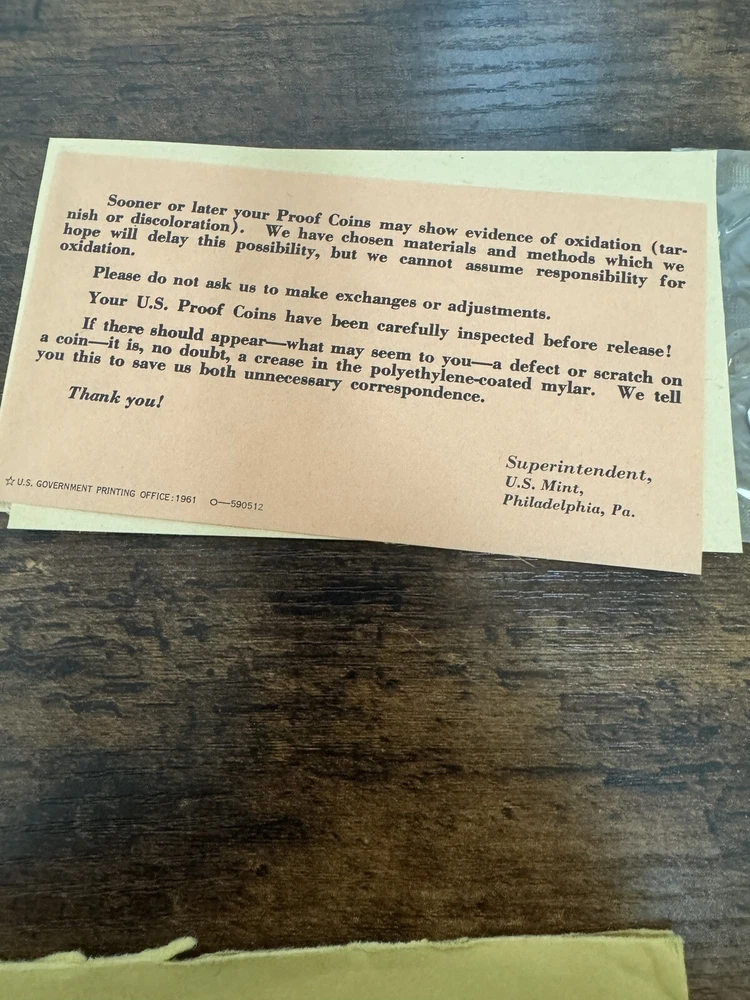 Sooner or later your Proof Coins may show evidence of oxidation (tar-
nish or discoloration). We have chosen materials and methods which we
hope will delay this possibility, but we cannot assume responsibility for
oxidation.
Please do not ask us to make exchanges or adjustments.
Your U.S. Proof Coins have been carefully inspected before release!
If there should appear—what may seem to you—a defect or scratch on
a coin—it is, no doubt, a crease in the polyethylene-coated mylar. We tell
you this to save us both unnecessary correspondence.
Thank you!
Superintendent,
U.S. Mint,
Philadelphia, Pa.
☆ U.S. GOVERNMENT PRINTING OFFICE: 1961 O—590512